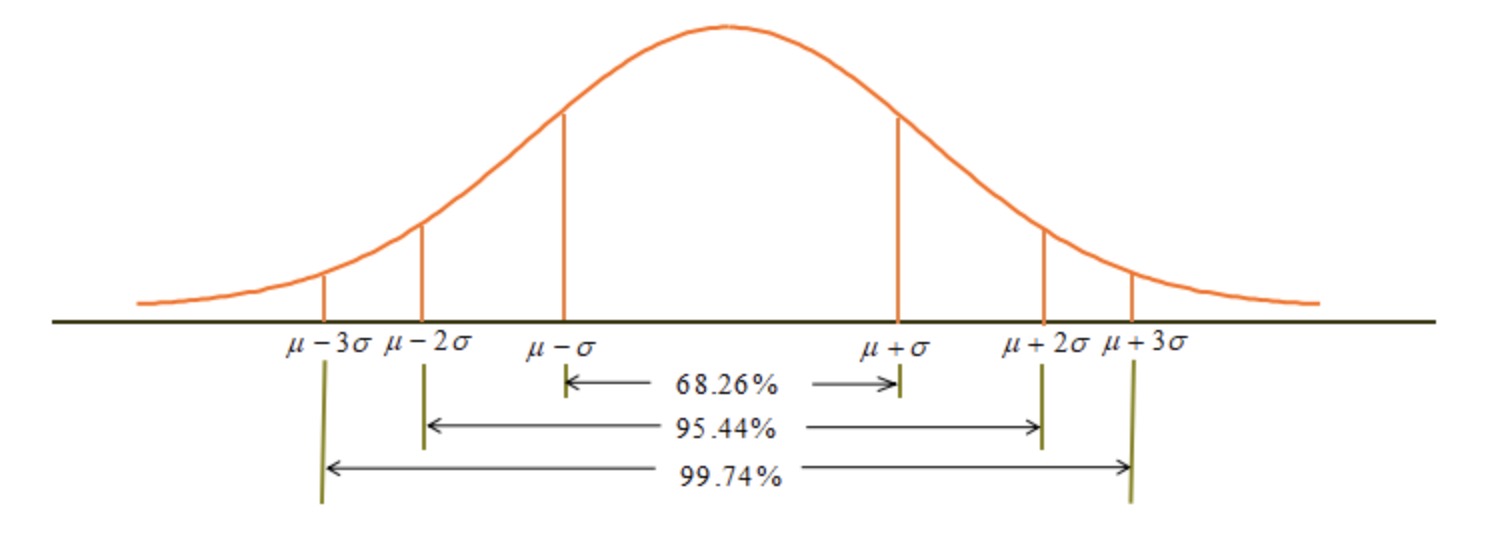 μ − 3σ μ − 2σ μ − σ μ + σ μ + 2σ μ + 3σ
68.26%
95.44%
99.74%